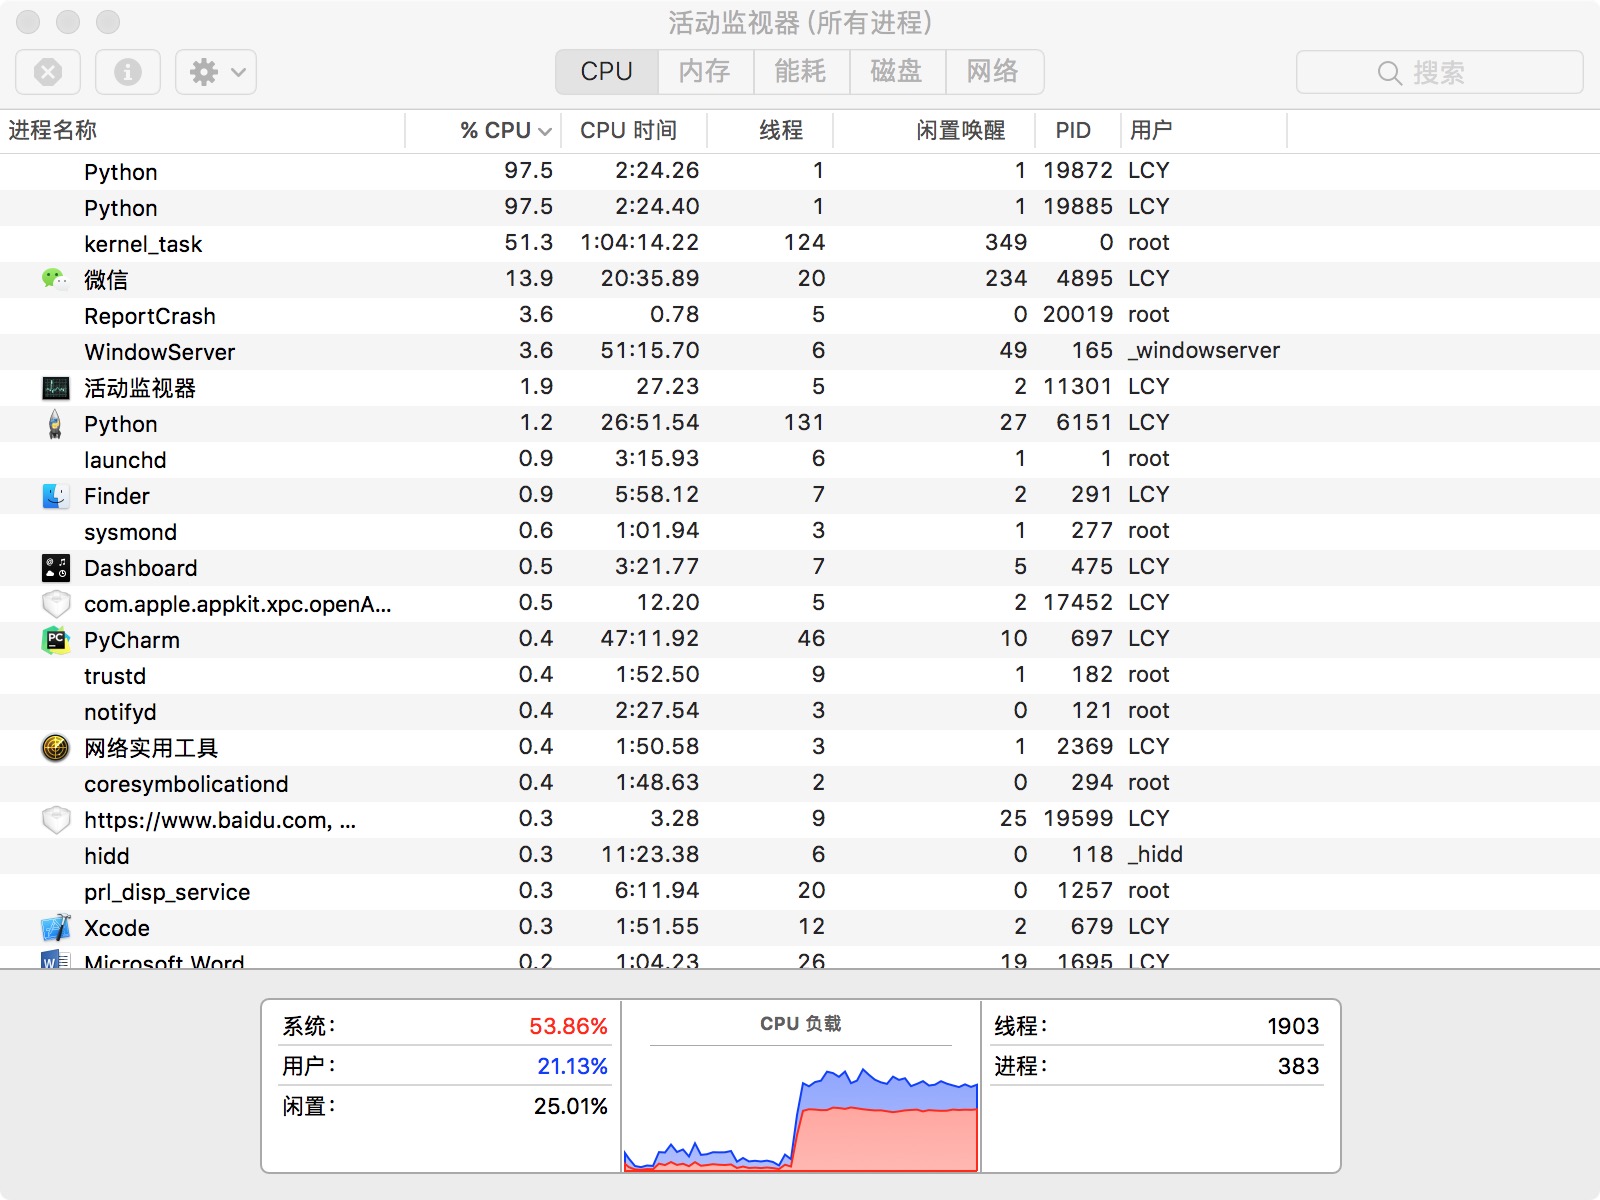 活动监视器 (所有进程)
CPU 内存 能耗 磁盘 网络 搜索
进程名称 % CPU CPU 时间 线程 闲置唤醒 PID 用户
Python 97.5 2:24.26 1 1 19872 LCY
Python 97.5 2:24.40 1 1 19885 LCY
kernel_task 51.3 1:04:14.22 124 349 0 root
微信 13.9 20:35.89 20 234 4895 LCY
ReportCrash 3.6 0.78 5 0 20019 root
WindowServer 3.6 51:15.70 6 49 165 _windowserver
活动监视器 1.9 27.23 5 2 11301 LCY
Python 1.2 26:51.54 131 27 6151 LCY
launchd 0.9 3:15.93 6 1 1 root
Finder 0.9 5:58.12 7 2 291 LCY
sysmond 0.6 1:01.94 3 1 277 root
Dashboard 0.5 3:21.77 7 5 475 LCY
com.apple.appkit.xpc.openA... 0.5 12.20 5 2 17452 LCY
PC PyCharm 0.4 47:11.92 46 10 697 LCY
trustd 0.4 1:52.50 9 1 182 root
notifyd 0.4 2:27.54 3 0 121 root
网络实用工具 0.4 1:50.58 3 1 2369 LCY
coresymbolicationd 0.4 1:48.63 2 0 294 root
https://www.baidu.com, ... 0.3 3.28 9 25 19599 LCY
hidd 0.3 11:23.38 6 0 118 _hidd
prl_disp_service 0.3 6:11.94 20 0 1257 root
Xcode 0.3 1:51.55 12 2 679 LCY
W Microsoft Word 0.2 1:04.23 26 19 1695 LCY
系统: 53.86% CPU 负载 线程: 1903
用户: 21.13% 进程: 383
闲置: 25.01%